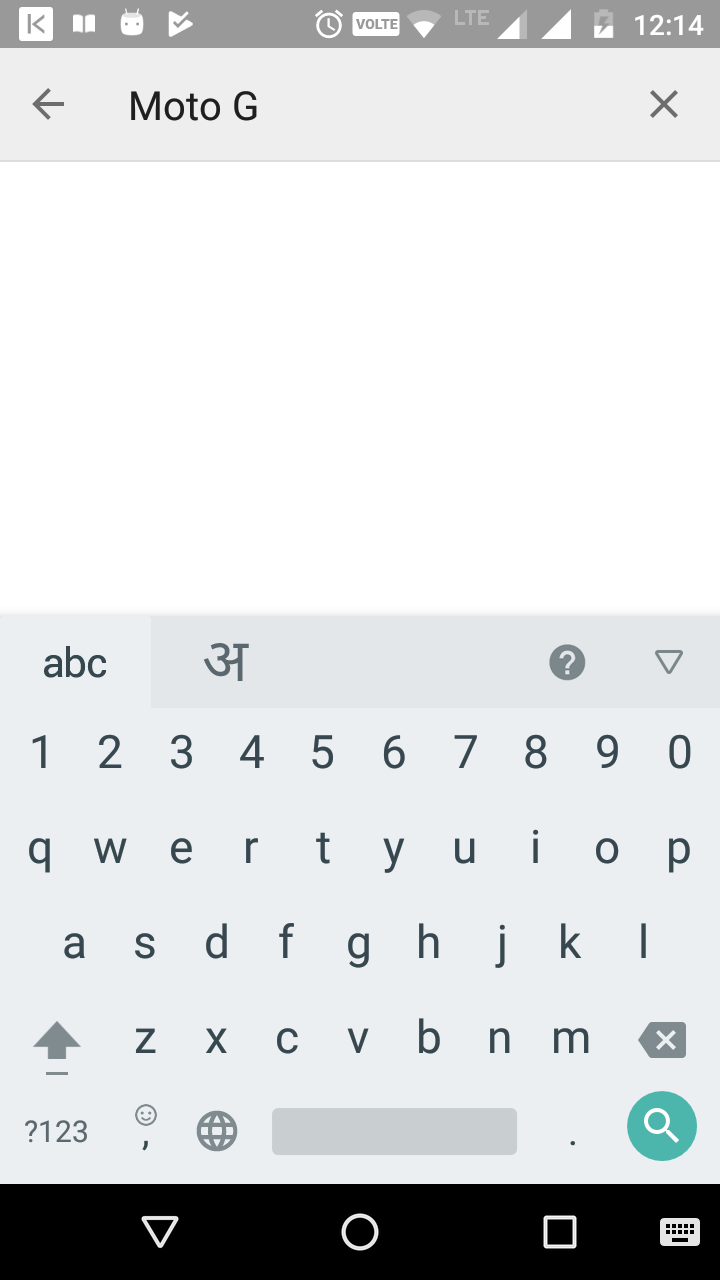 VOLTE LTE 12:14
Moto G
abc अ
1 2 3 4 5 6 7 8 9 0
q w e r t y u i o p
a s d f g h j k l
z x c v b n m
?123 , .